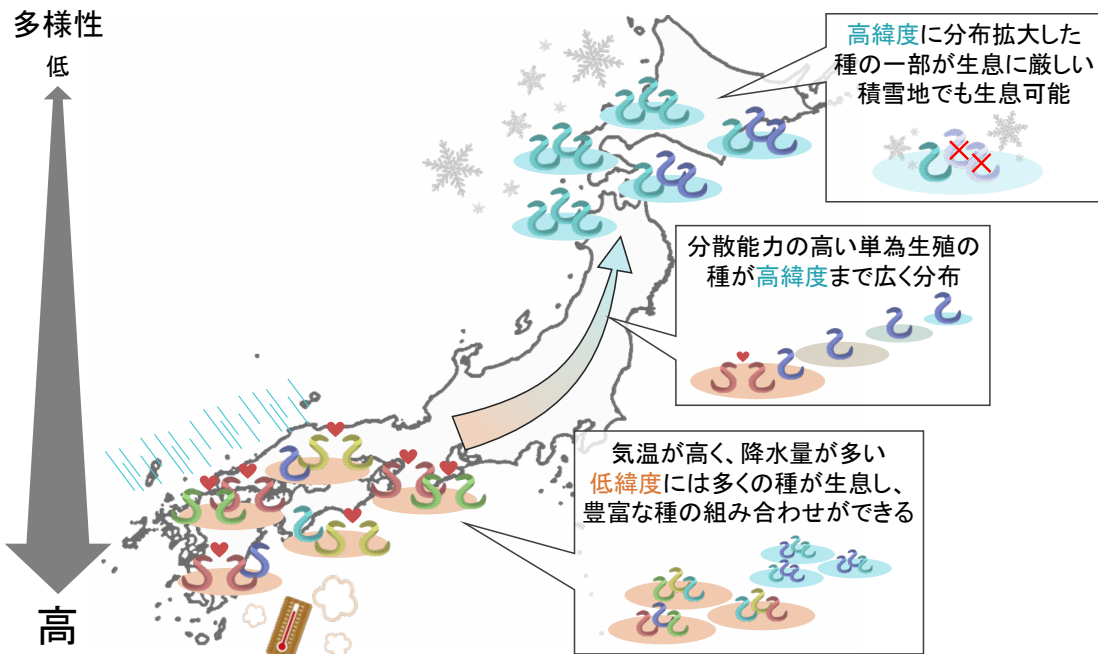 多様性
低
高
高緯度に分布拡大した
種の一部が生息に厳しい
積雪地でも生息可能
分散能力の高い単為生殖の
種が高緯度まで広く分布
気温が高く、降水量が多い
低緯度には多くの種が生息し、
豊富な種の組み合わせができる